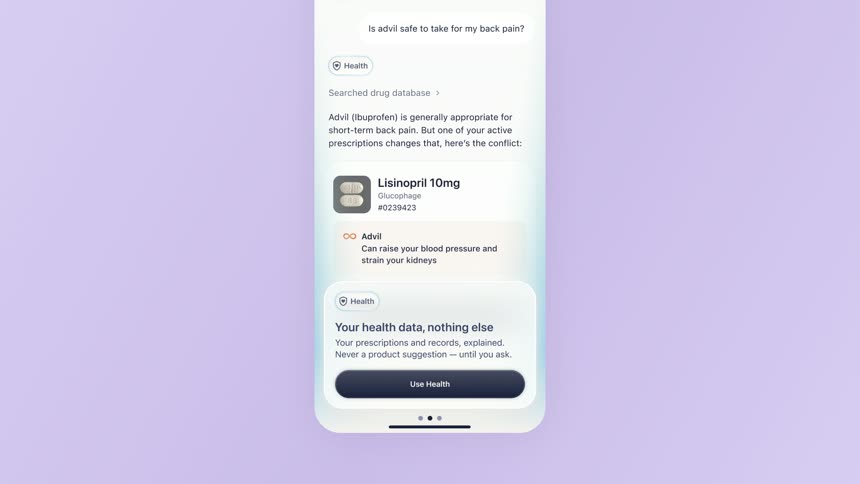 Is advil safe to take for my back pain?
Health
Searched drug database
Advil (Ibuprofen) is generally appropriate for
short-term back pain. But one of your active
prescriptions changes that, here's the conflict:
Lisinopril 10mg
Glucophage
#0239423
Advil
Can raise your blood pressure and
strain your kidneys
Health
Your health data, nothing else
Your prescriptions and records, explained.
Never a product suggestion — until you ask.
Use Health